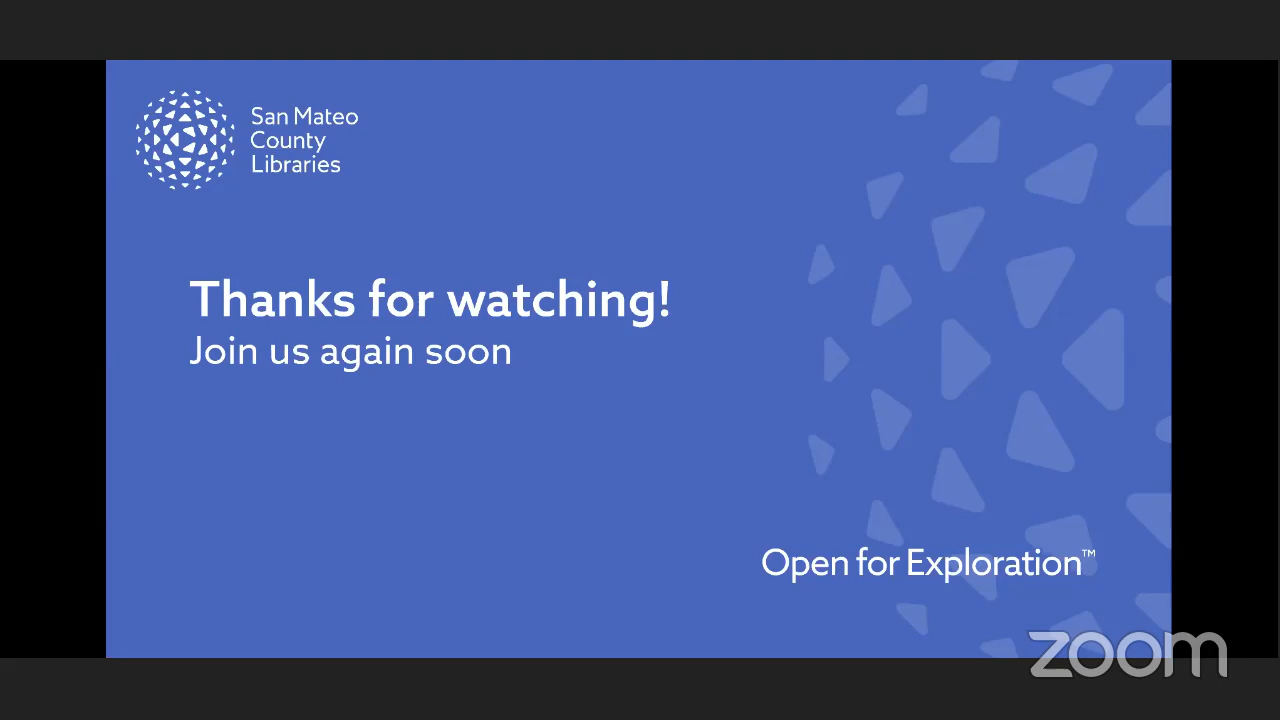 San Mateo
County
Libraries
Thanks for watching!
Join us again soon
Open for Exploration™
zoom